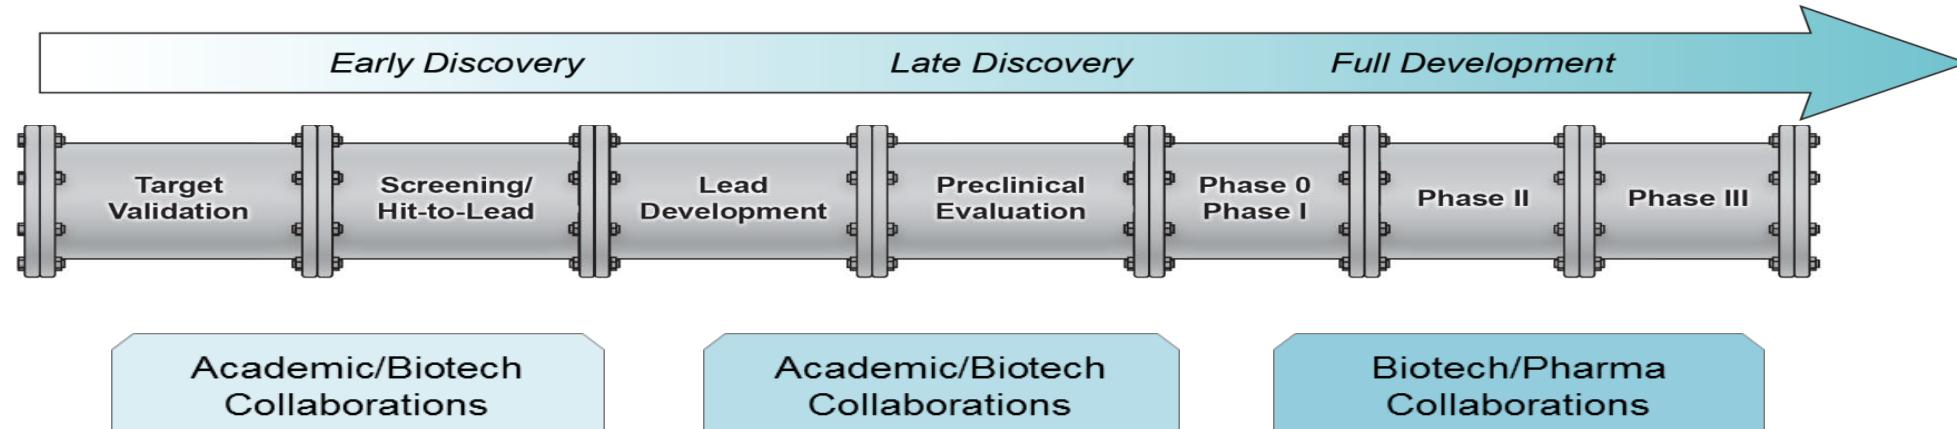 Early Discovery Late Discovery Full Development
Target
Validation
Screening/
Hit-to-Lead
Lead
Development
Preclinical
Evaluation
Phase 0
Phase I
Phase II
Phase III
Academic/Biotech
Collaborations
Academic/Biotech
Collaborations
Biotech/Pharma
Collaborations